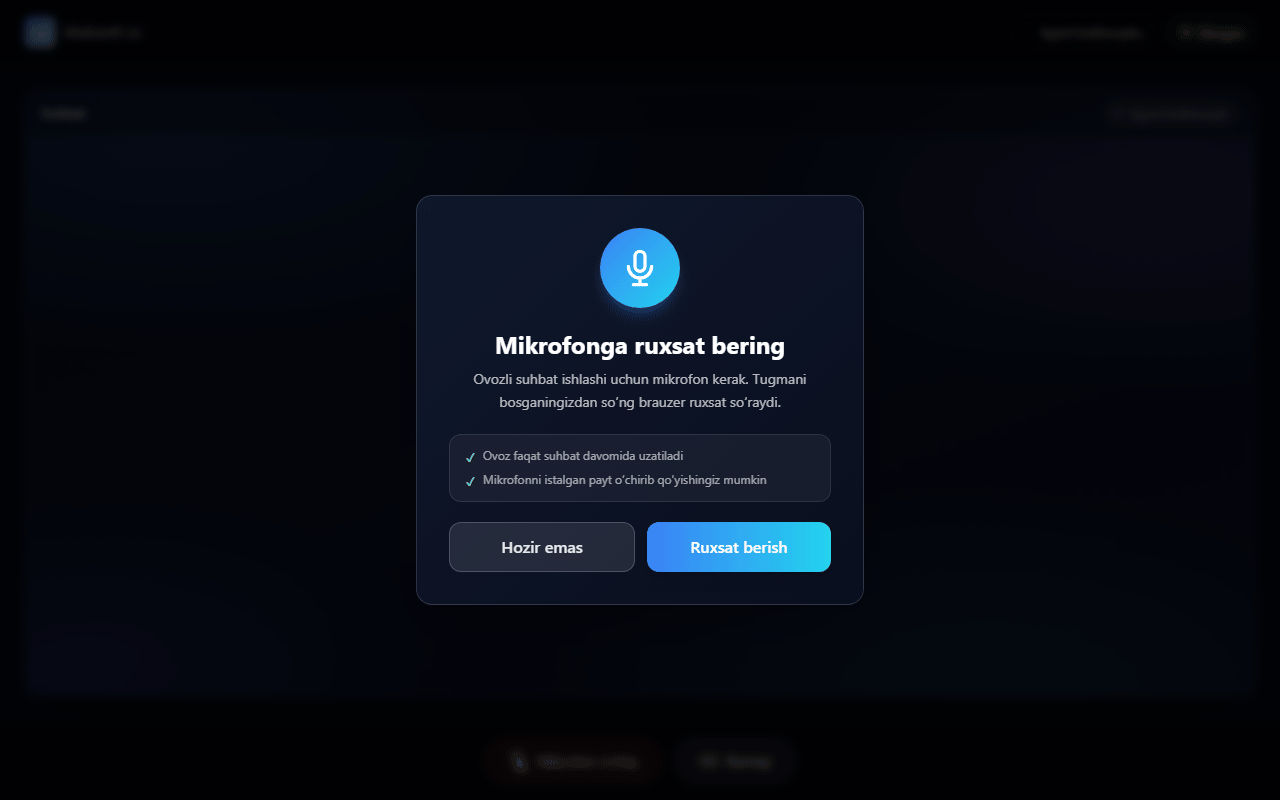 Mikrofonga ruxsat bering
Ovozli suhbat ishlashi uchun mikrofon kerak. Tugmani
bosganingizdan so‘ng brauzer ruxsat so‘raydi.
✓ Ovoz faqat suhbat davomida uzatiladi
✓ Mikrofonni istalgan payt o‘chirib qo‘yishingiz mumkin
Hozir emas
Ruxsat berish